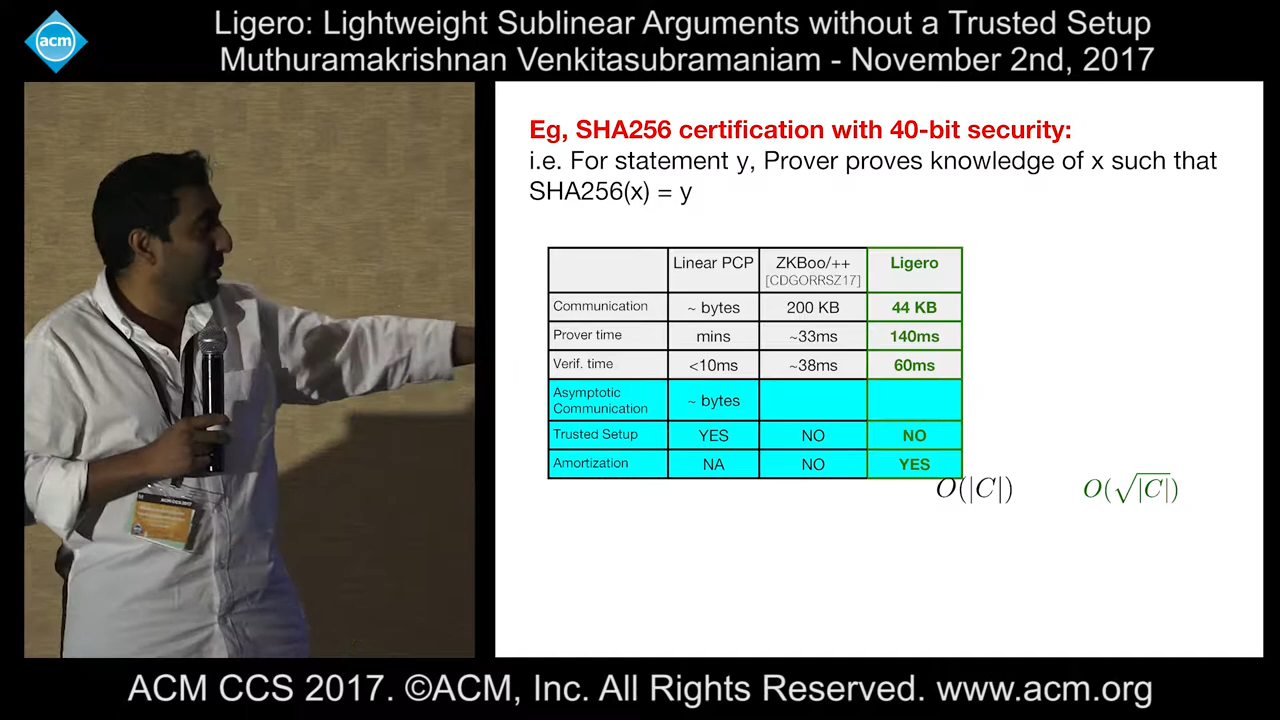 acm
Ligero: Lightweight Sublinear Arguments without a Trusted Setup
Muthuramakrishnan Venkitasubramaniam - November 2nd, 2017
Eg, SHA256 certification with 40-bit security:
i.e. For statement y, Prover proves knowledge of x such that
SHA256(x) = y
Linear PCP ZKBoo/++ Ligero
[CDGORRSZ17]
Communication ~ bytes 200 KB 44 KB
Prover time mins ~33ms 140ms
Verif. time <10ms ~38ms 60ms
Asymptotic
Communication ~ bytes
Trusted Setup YES NO NO
Amortization NA NO YES
O(|C|) O(√|C|)
ACM CCS 2017. ©ACM, Inc. All Rights Reserved. www.acm.org